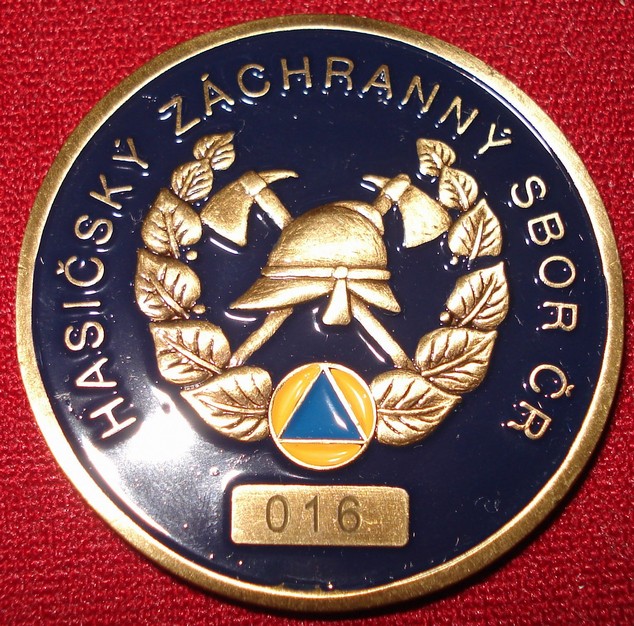 HASIČSKÝ ZÁCHRANNÝ SBOR ČR
016